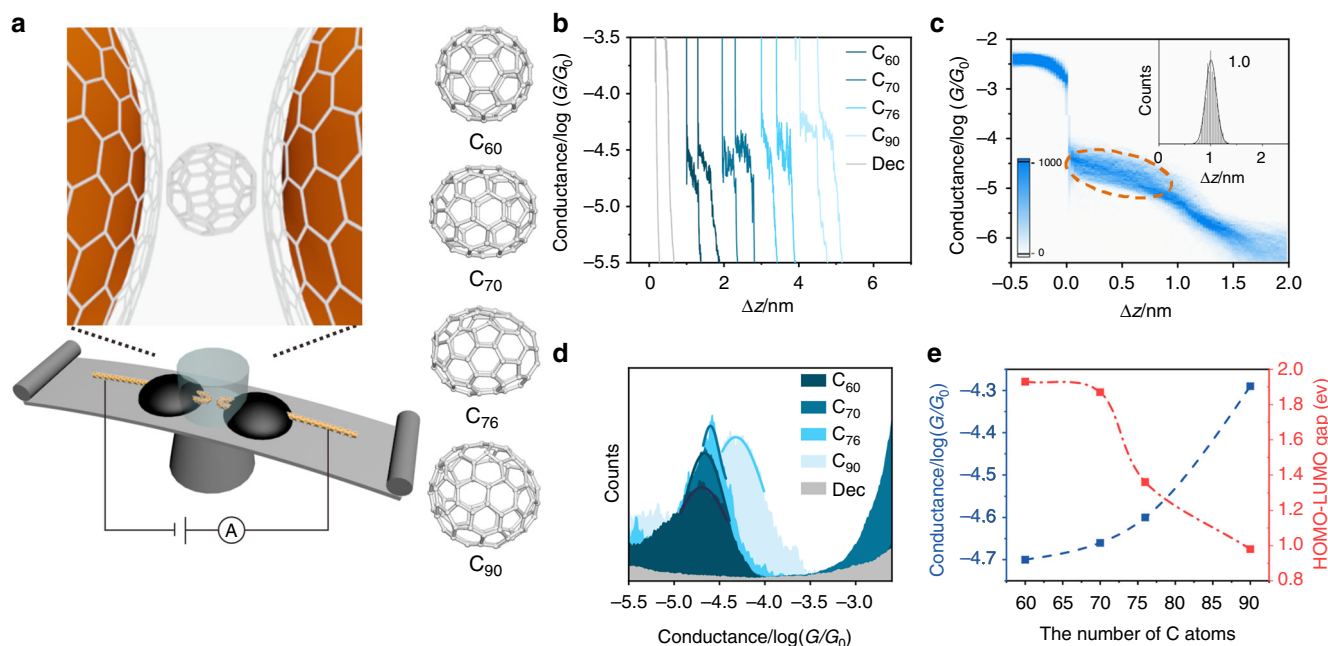 a
C60
C70
C76
C90
A
b
Conductance/log (G/G0)
−3.5
−4.0
−4.5
−5.0
−5.5
0
2
4
6
Δz/nm
C60
C70
C76
C90
Dec
c
Conductance/log (G/G0)
−2
−3
−4
−5
−6
−0.5
0.0
0.5
1.0
1.5
2.0
Δz/nm
1000
0
Counts
1.0
0
1
2
Δz/nm
d
Counts
C60
C70
C76
C90
Dec
−5.5
−5.0
−4.5
−4.0
−3.5
−3.0
Conductance/log(G/G0)
e
Conductance/log(G/G0)
−4.3
−4.4
−4.5
−4.6
−4.7
60
65
70
75
80
85
90
The number of C atoms
2.0
1.8
1.6
1.4
1.2
1.0
0.8
HOMO-LUMO gap (ev)